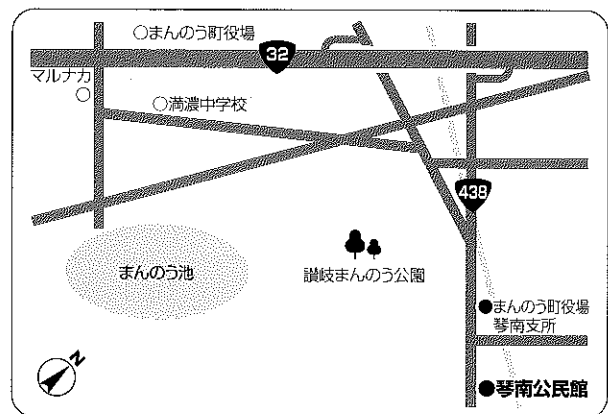 ○まんのう町役場
32
マルナカ
○
○満濃中学校
438
まんのう池
讃岐まんのう公園
●まんのう町役場
琴南支所
N
●琴南公民館